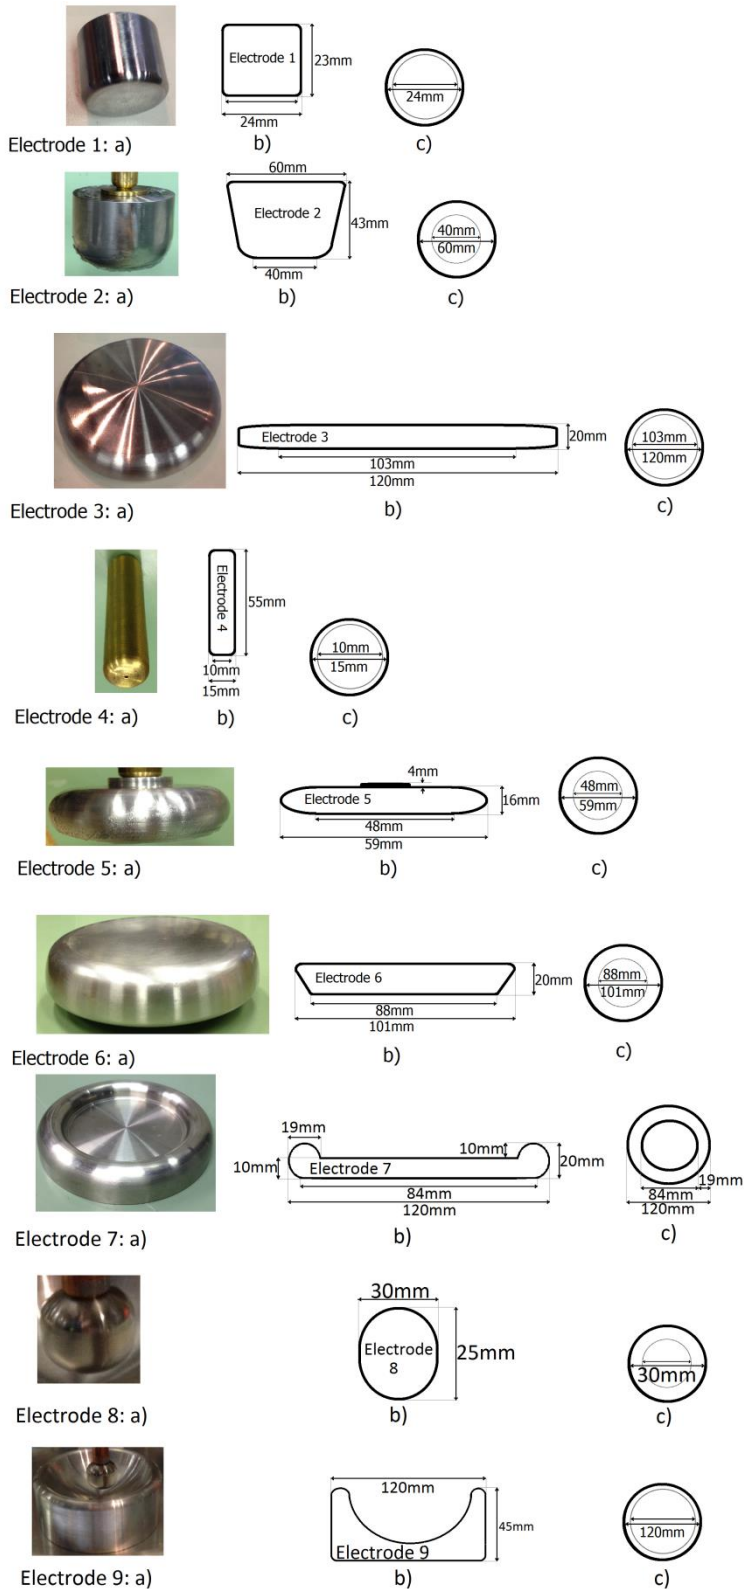 Electrode 1
23mm
24mm
24mm
b)
c)
Electrode 1: a)
60mm
Electrode 2
43mm
40mm
40mm
60mm
b)
c)
Electrode 2: a)
Electrode 3
20mm
103mm
120mm
103mm
120mm
b)
c)
Electrode 3: a)
Electrode 4
55mm
10mm
15mm
10mm
15mm
b)
c)
Electrode 4: a)
4mm
Electrode 5
16mm
48mm
59mm
48mm
59mm
b)
c)
Electrode 5: a)
Electrode 6
20mm
88mm
101mm
88mm
101mm
b)
c)
Electrode 6: a)
19mm
10mm
10mm
Electrode 7
20mm
84mm
120mm
84mm
19mm
120mm
b)
c)
Electrode 7: a)
30mm
Electrode
8
25mm
30mm
b)
c)
Electrode 8: a)
120mm
45mm
Electrode 9
120mm
b)
c)
Electrode 9: a)